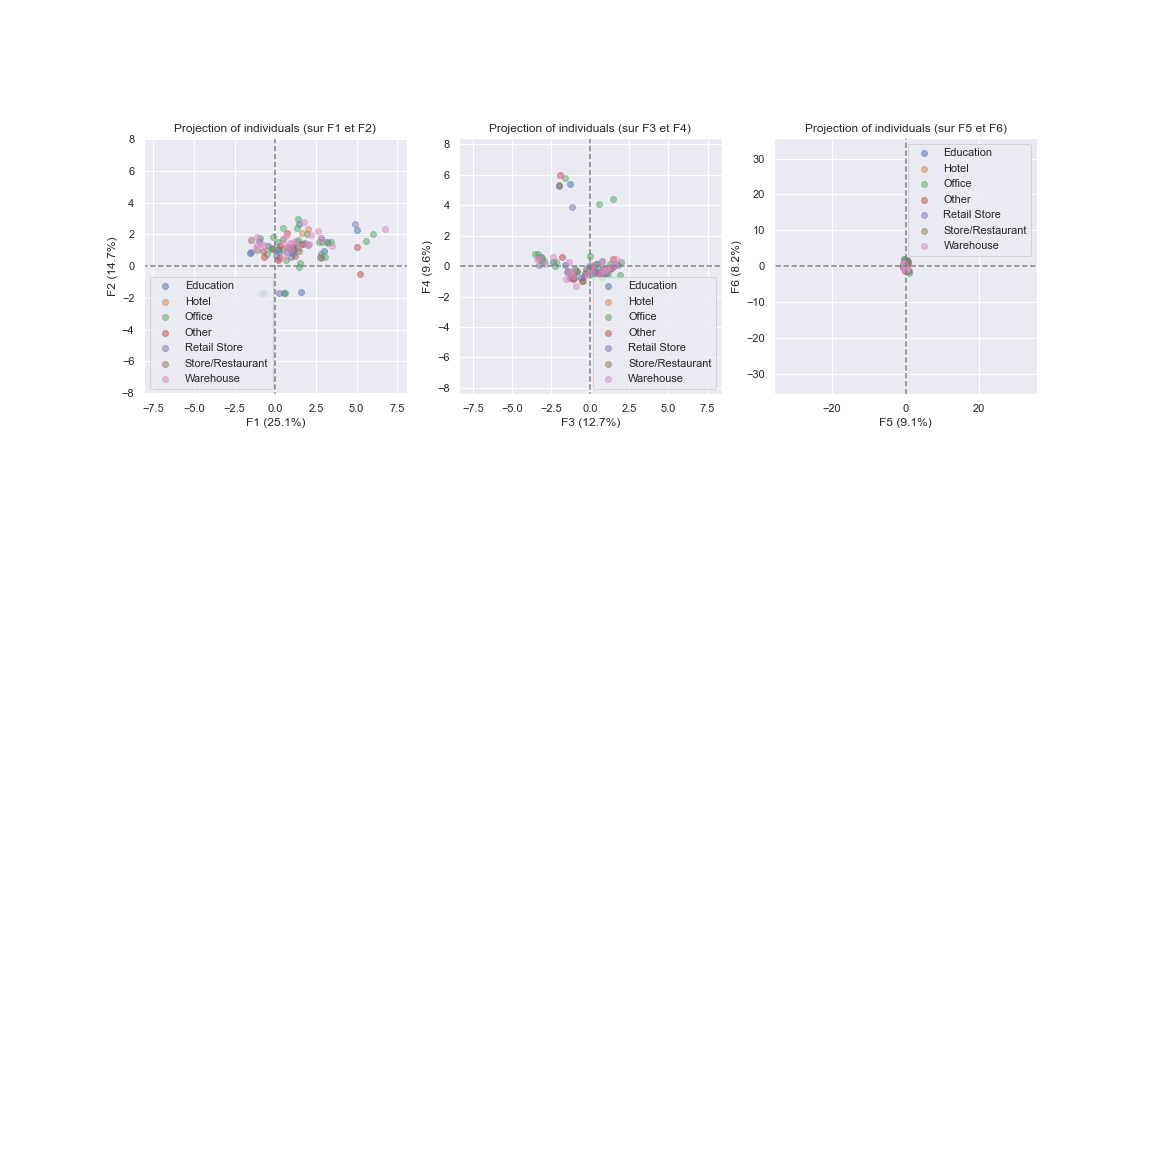 Projection of individuals (sur F1 et F2)
8
6
4
2
0
−2
−4
−6
−8
F2 (14.7%)
Education
Hotel
Office
Other
Retail Store
Store/Restaurant
Warehouse
−7.5 −5.0 −2.5 0.0 2.5 5.0 7.5
F1 (25.1%)
Projection of individuals (sur F3 et F4)
8
6
4
2
0
−2
−4
−6
−8
F4 (9.6%)
Education
Hotel
Office
Other
Retail Store
Store/Restaurant
Warehouse
−7.5 −5.0 −2.5 0.0 2.5 5.0 7.5
F3 (12.7%)
Projection of individuals (sur F5 et F6)
30
20
10
0
−10
−20
−30
F6 (8.2%)
Education
Hotel
Office
Other
Retail Store
Store/Restaurant
Warehouse
−20 0 20
F5 (9.1%)